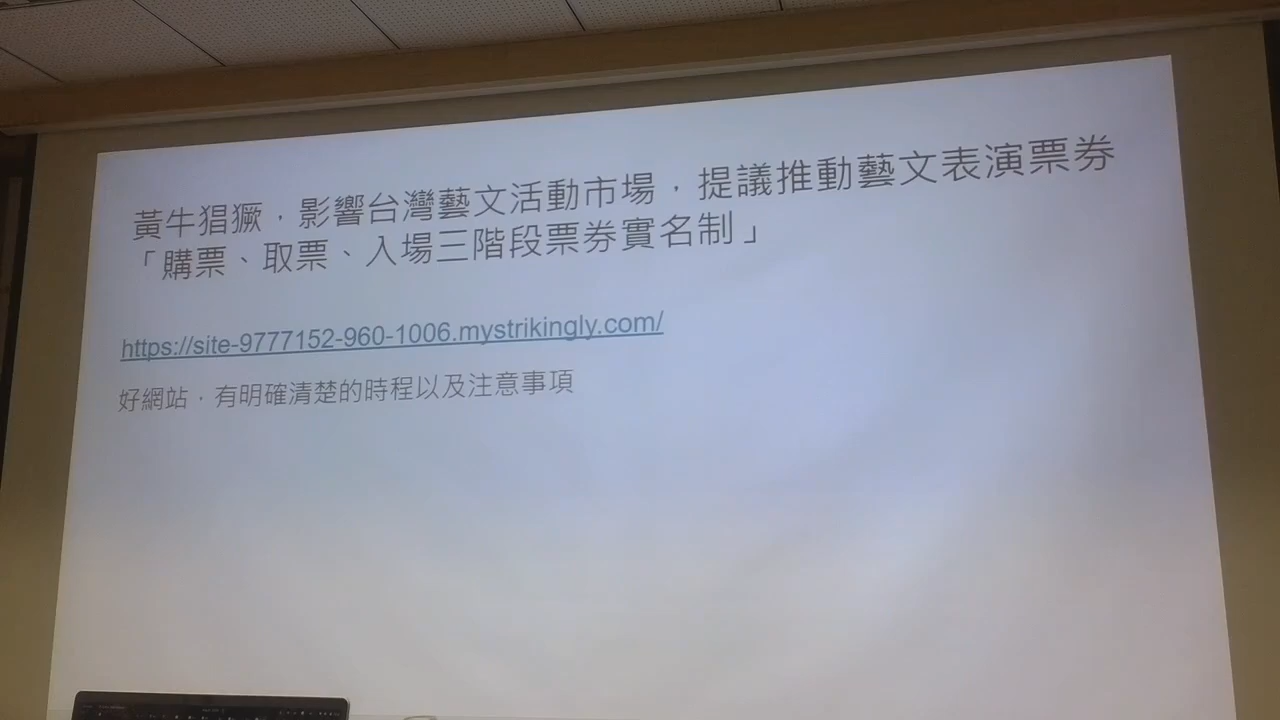 黃牛猖獗，影響台灣藝文活動市場，提議推動藝文表演票券
「購票、取票、入場三階段票券實名制」
https://site-9777152-960-1006.mystrikingly.com/
好網站，有明確清楚的時程以及注意事項